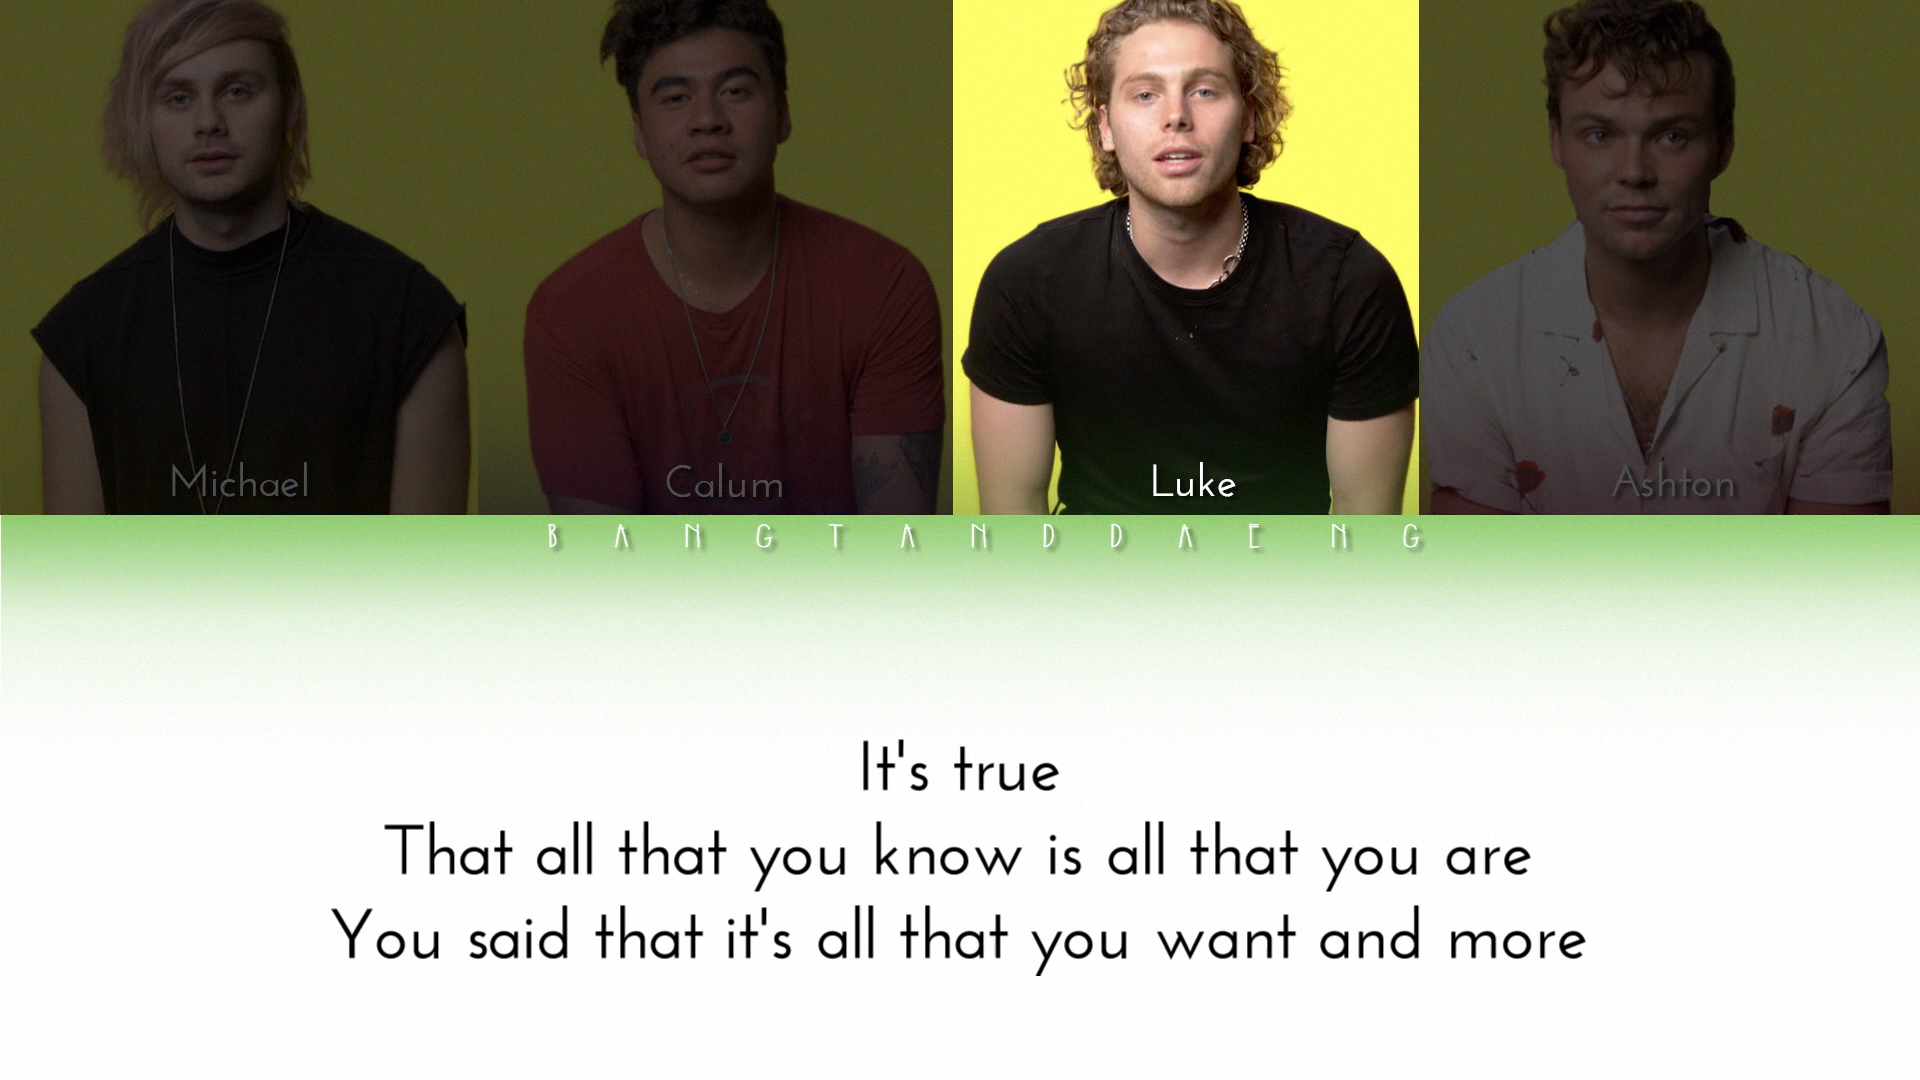 Michael Calum Luke Ashton
BANGTANDDAENG
It's true
That all that you know is all that you are
You said that it's all that you want and more